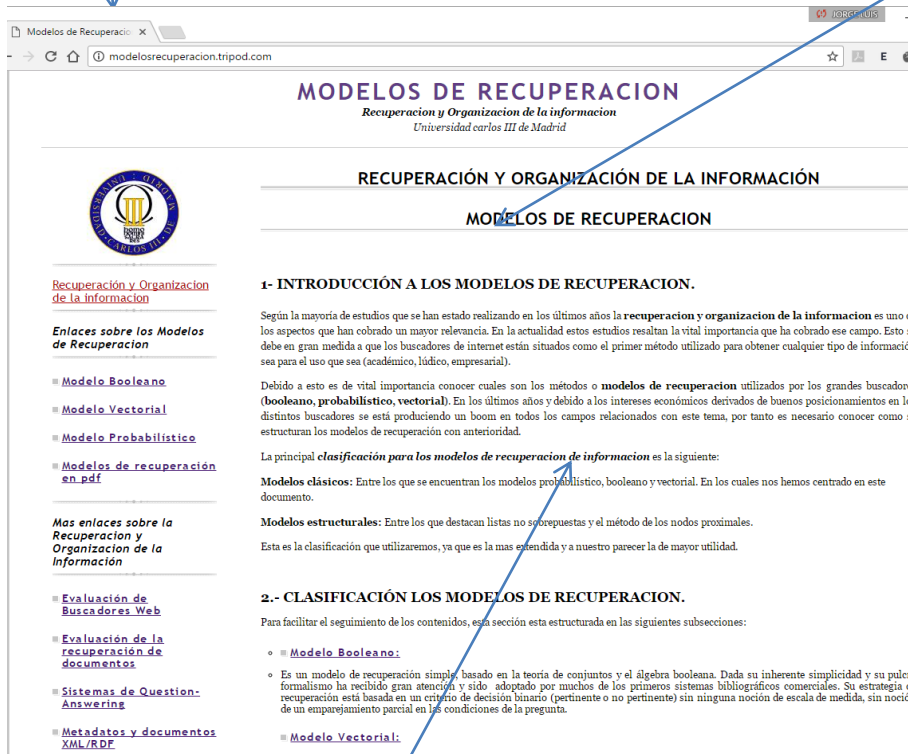 JORGE LUIS
Modelos de Recuperacio
modelosrecuperacion.tripod.com
E
MODELOS DE RECUPERACION
Recuperacion y Organizacion de la informacion
Universidad carlos III de Madrid
UNIVERSIDAD · CARLOS III · DE MADRID
RECUPERACIÓN Y ORGANIZACIÓN DE LA INFORMACIÓN
MODELOS DE RECUPERACION
Recuperación y Organizacion
de la informacion
Enlaces sobre los Modelos
de Recuperacion
Modelo Booleano
Modelo Vectorial
Modelo Probabilístico
Modelos de recuperación
en pdf
Mas enlaces sobre la
Recuperacion y
Organizacion de la
Información
Evaluación de
Buscadores Web
Evaluación de la
recuperación de
documentos
Sistemas de Question-
Answering
Metadatos y documentos
XML/RDF
1- INTRODUCCIÓN A LOS MODELOS DE RECUPERACION.
Según la mayoría de estudios que se han estado realizando en los últimos años la recuperacion y organizacion de la informacion es uno
los aspectos que han cobrado un mayor relevancia. En la actualidad estos estudios resaltan la vital importancia que ha cobrado ese campo. Esto
debe en gran medida a que los buscadores de internet están situados como el primer método utilizado para obtener cualquier tipo de informació
sea para el uso que sea (académico, lúdico, empresarial).
Debido a esto es de vital importancia conocer cuales son los métodos o modelos de recuperacion utilizados por los grandes buscador
(booleano, probabilístico, vectorial). En los últimos años y debido a los intereses económicos derivados de buenos posicionamientos en lo
distintos buscadores se está produciendo un boom en todos los campos relacionados con este tema, por tanto es necesario conocer como
estructuran los modelos de recuperación con anterioridad.
La principal clasificación para los modelos de recuperacion de informacion es la siguiente:
Modelos clásicos: Entre los que se encuentran los modelos probabilístico, booleano y vectorial. En los cuales nos hemos centrado en este
documento.
Modelos estructurales: Entre los que destacan listas no sobrepuestas y el método de los nodos proximales.
Esta es la clasificación que utilizaremos, ya que es la mas extendida y a nuestro parecer la de mayor utilidad.
2.- CLASIFICACIÓN LOS MODELOS DE RECUPERACION.
Para facilitar el seguimiento de los contenidos, esta sección esta estructurada en las siguientes subsecciones:
Modelo Booleano:
Es un modelo de recuperación simple, basado en la teoría de conjuntos y el álgebra booleana. Dada su inherente simplicidad y su pulcr
formalismo ha recibido gran atención y sido adoptado por muchos de los primeros sistemas bibliográficos comerciales. Su estrategia
recuperación está basada en un criterio de decisión binario (pertinente o no pertinente) sin ninguna noción de escala de medida, sin noció
de un emparejamiento parcial en las condiciones de la pregunta.
Modelo Vectorial: